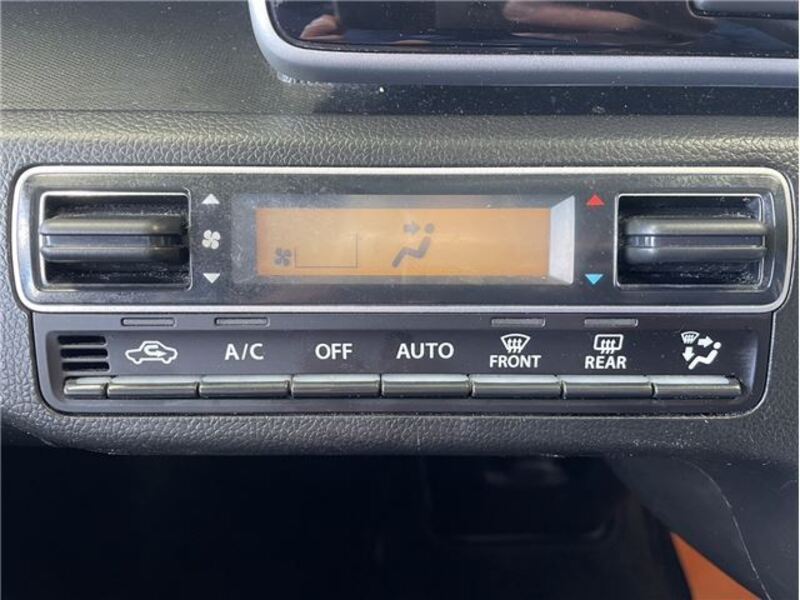 A/C OFF AUTO FRONT REAR